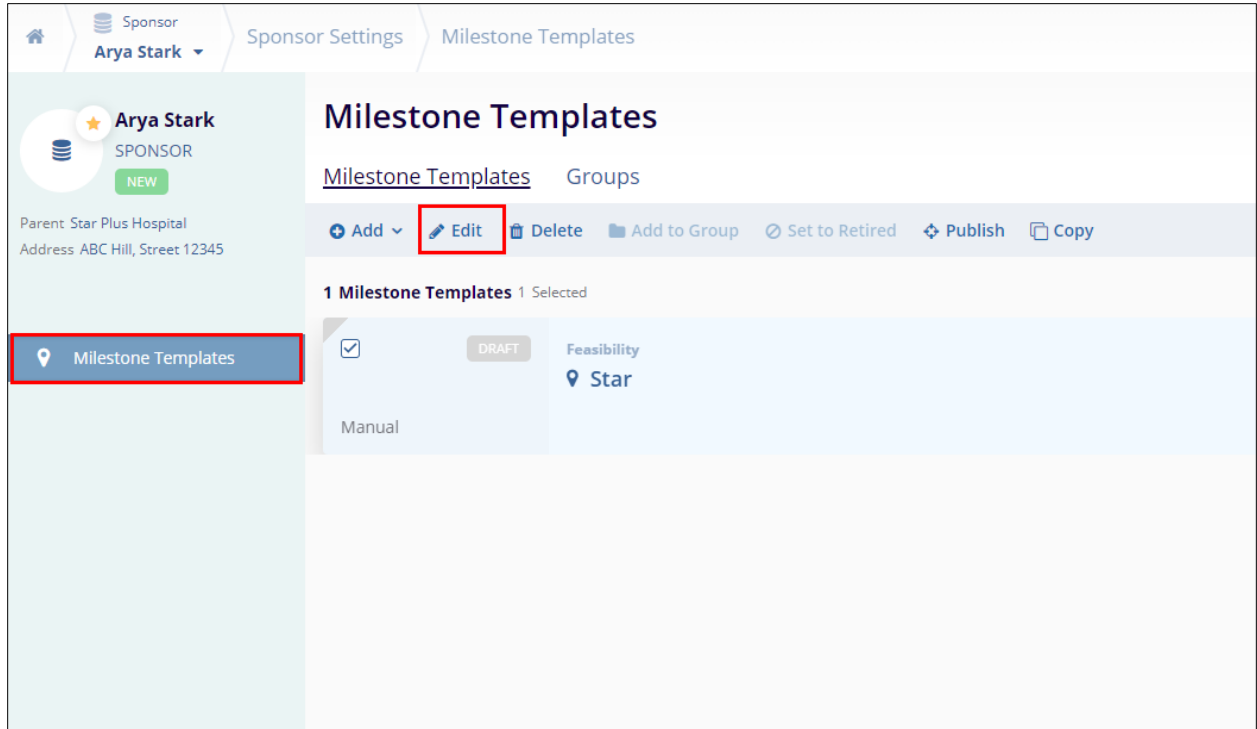 Sponsor
Arya Stark
Sponsor Settings
Milestone Templates
Arya Stark
SPONSOR
NEW
Parent Star Plus Hospital
Address ABC Hill, Street 12345
Milestone Templates
Milestone Templates
Milestone Templates Groups
Add Edit Delete Add to Group Set to Retired Publish Copy
1 Milestone Templates 1 Selected
DRAFT
Manual
Feasibility
Star